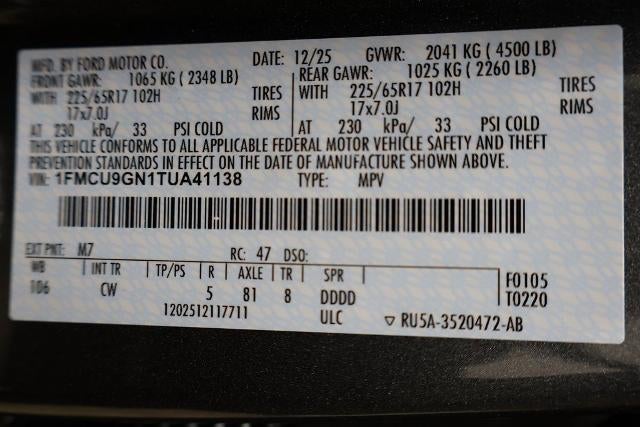 MFD. BY FORD MOTOR CO. DATE: 12/25 GVWR: 2041 KG ( 4500 LB)
FRONT GAWR: 1065 KG ( 2348 LB) REAR GAWR: 1025 KG ( 2260 LB)
WITH 225/65R17 102H TIRES WITH 225/65R17 102H TIRES
17x7.0J RIMS 17x7.0J RIMS
AT 230 kPa/ 33 PSI COLD AT 230 kPa/ 33 PSI COLD
THIS VEHICLE CONFORMS TO ALL APPLICABLE FEDERAL MOTOR VEHICLE SAFETY AND THEFT
PREVENTION STANDARDS IN EFFECT ON THE DATE OF MANUFACTURE SHOWN ABOVE.
VIN: 1FMCU9GN1TUA41138 TYPE: MPV
EXT PNT: M7 RC: 47 DSO:
WB INT TR TP/PS R AXLE TR SPR F0105
106 CW 5 81 8 DDDD T0220
1202512117711 ULC ▽ RU5A-3520472-AB